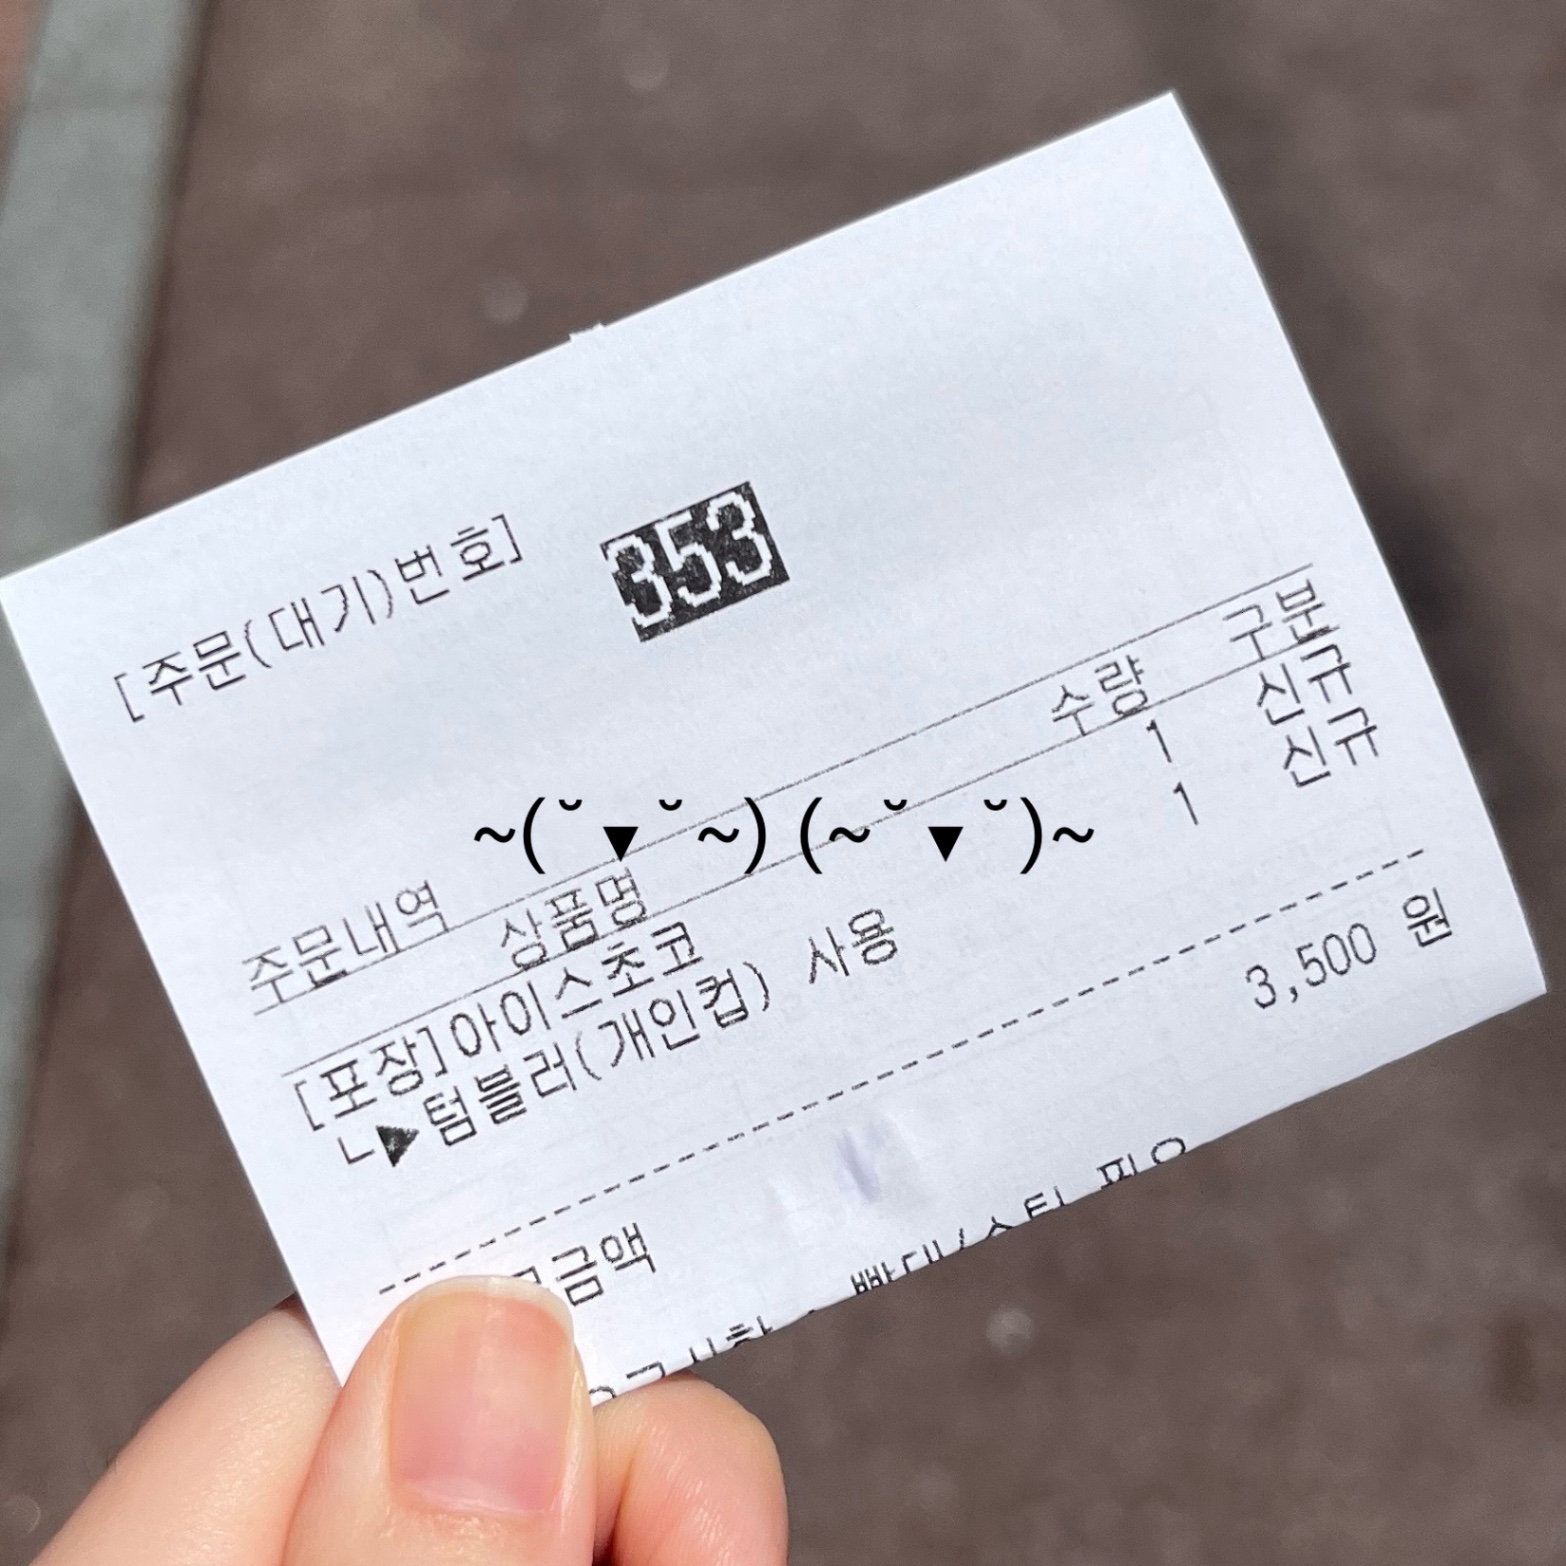 [주문(대기)번호] 353
~(˘▾˘~) (~˘▾˘)~
주문내역
상품명 수량 구분
[포장]아이스초코 1 신규
└▶텀블러(개인컵) 사용 1 신규
금액 3,500 원